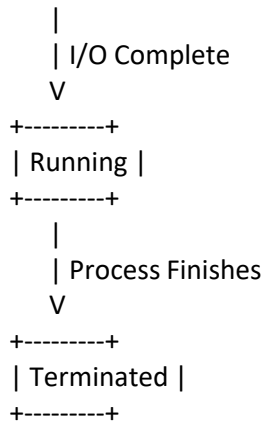 |
| I/O Complete
V
+---------+
| Running |
+---------+
|
| Process Finishes
V
+---------+
| Terminated |
+---------+